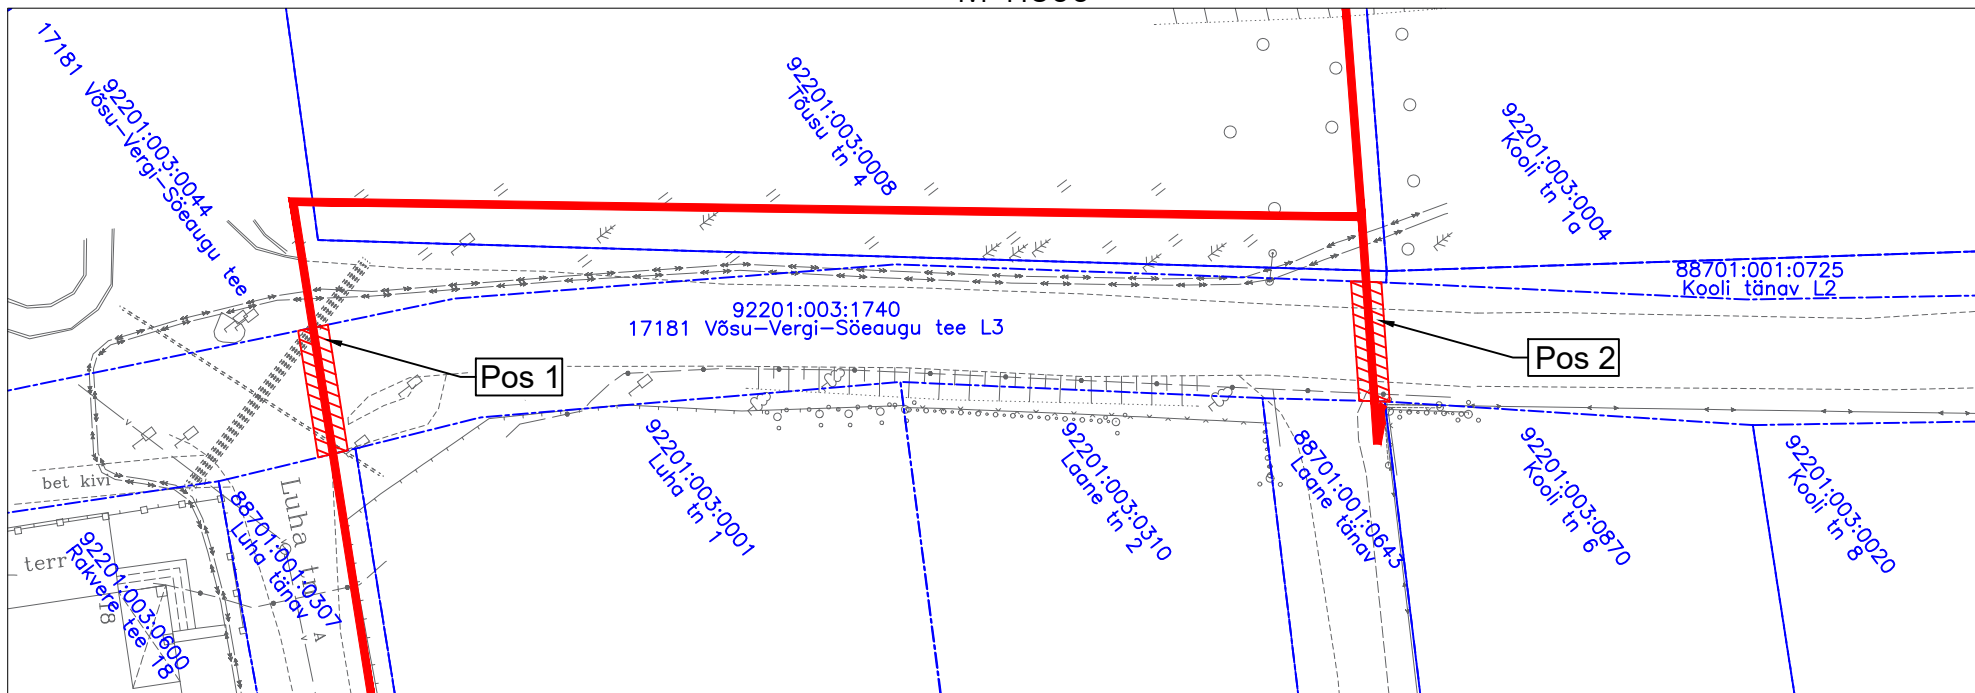 17181 Võsu-Vergi-Söeaugu tee
92201:003:0044
92201:003:0008
Tõusu tn 4
92201:003:0004
Kooli tn 1a
88701:001:0725
Kooli tänav L2
92201:003:1740
17181 Võsu-Vergi-Söeaugu tee L3
Pos 1
Pos 2
92201:003:0001
Luha tn 1
92201:003:0310
Laane tn 2
88701:001:0643
Laane tänav
92201:003:0870
Kooli tn 6
92201:003:0020
Kooli tn 8
bet kivi
Luha tn
A
88701:001:0307
Luha tänav
terr
92201:003:0600
Rakvere tee 18
18